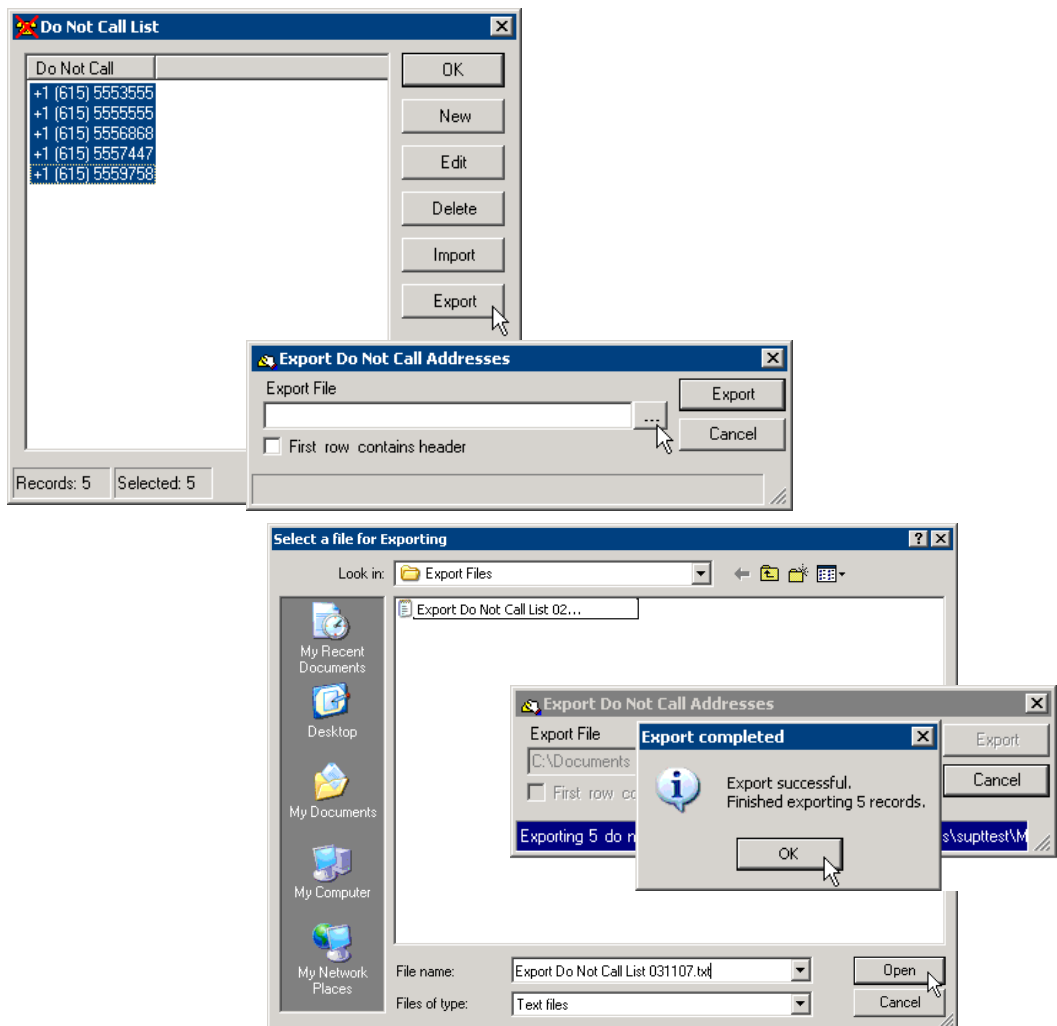 Do Not Call List
Do Not Call
+1 (615) 5553555
+1 (615) 5555555
+1 (615) 5556868
+1 (615) 5557447
+1 (615) 5559758
OK
New
Edit
Delete
Import
Export
Records: 5
Selected: 5
Export Do Not Call Addresses
Export File
...
First row contains header
Export
Cancel
Select a file for Exporting
Look in:
Export Files
Export Do Not Call List 02...
My Recent
Documents
Desktop
My Documents
My Computer
My Network
Places
Export Do Not Call Addresses
Export File
C:\Documents
First row co
Export
Cancel
Exporting 5 do n
s\supttest\M
Export completed
Export successful.
Finished exporting 5 records.
OK
File name:
Export Do Not Call List 031107.txt
Open
Files of type:
Text files
Cancel